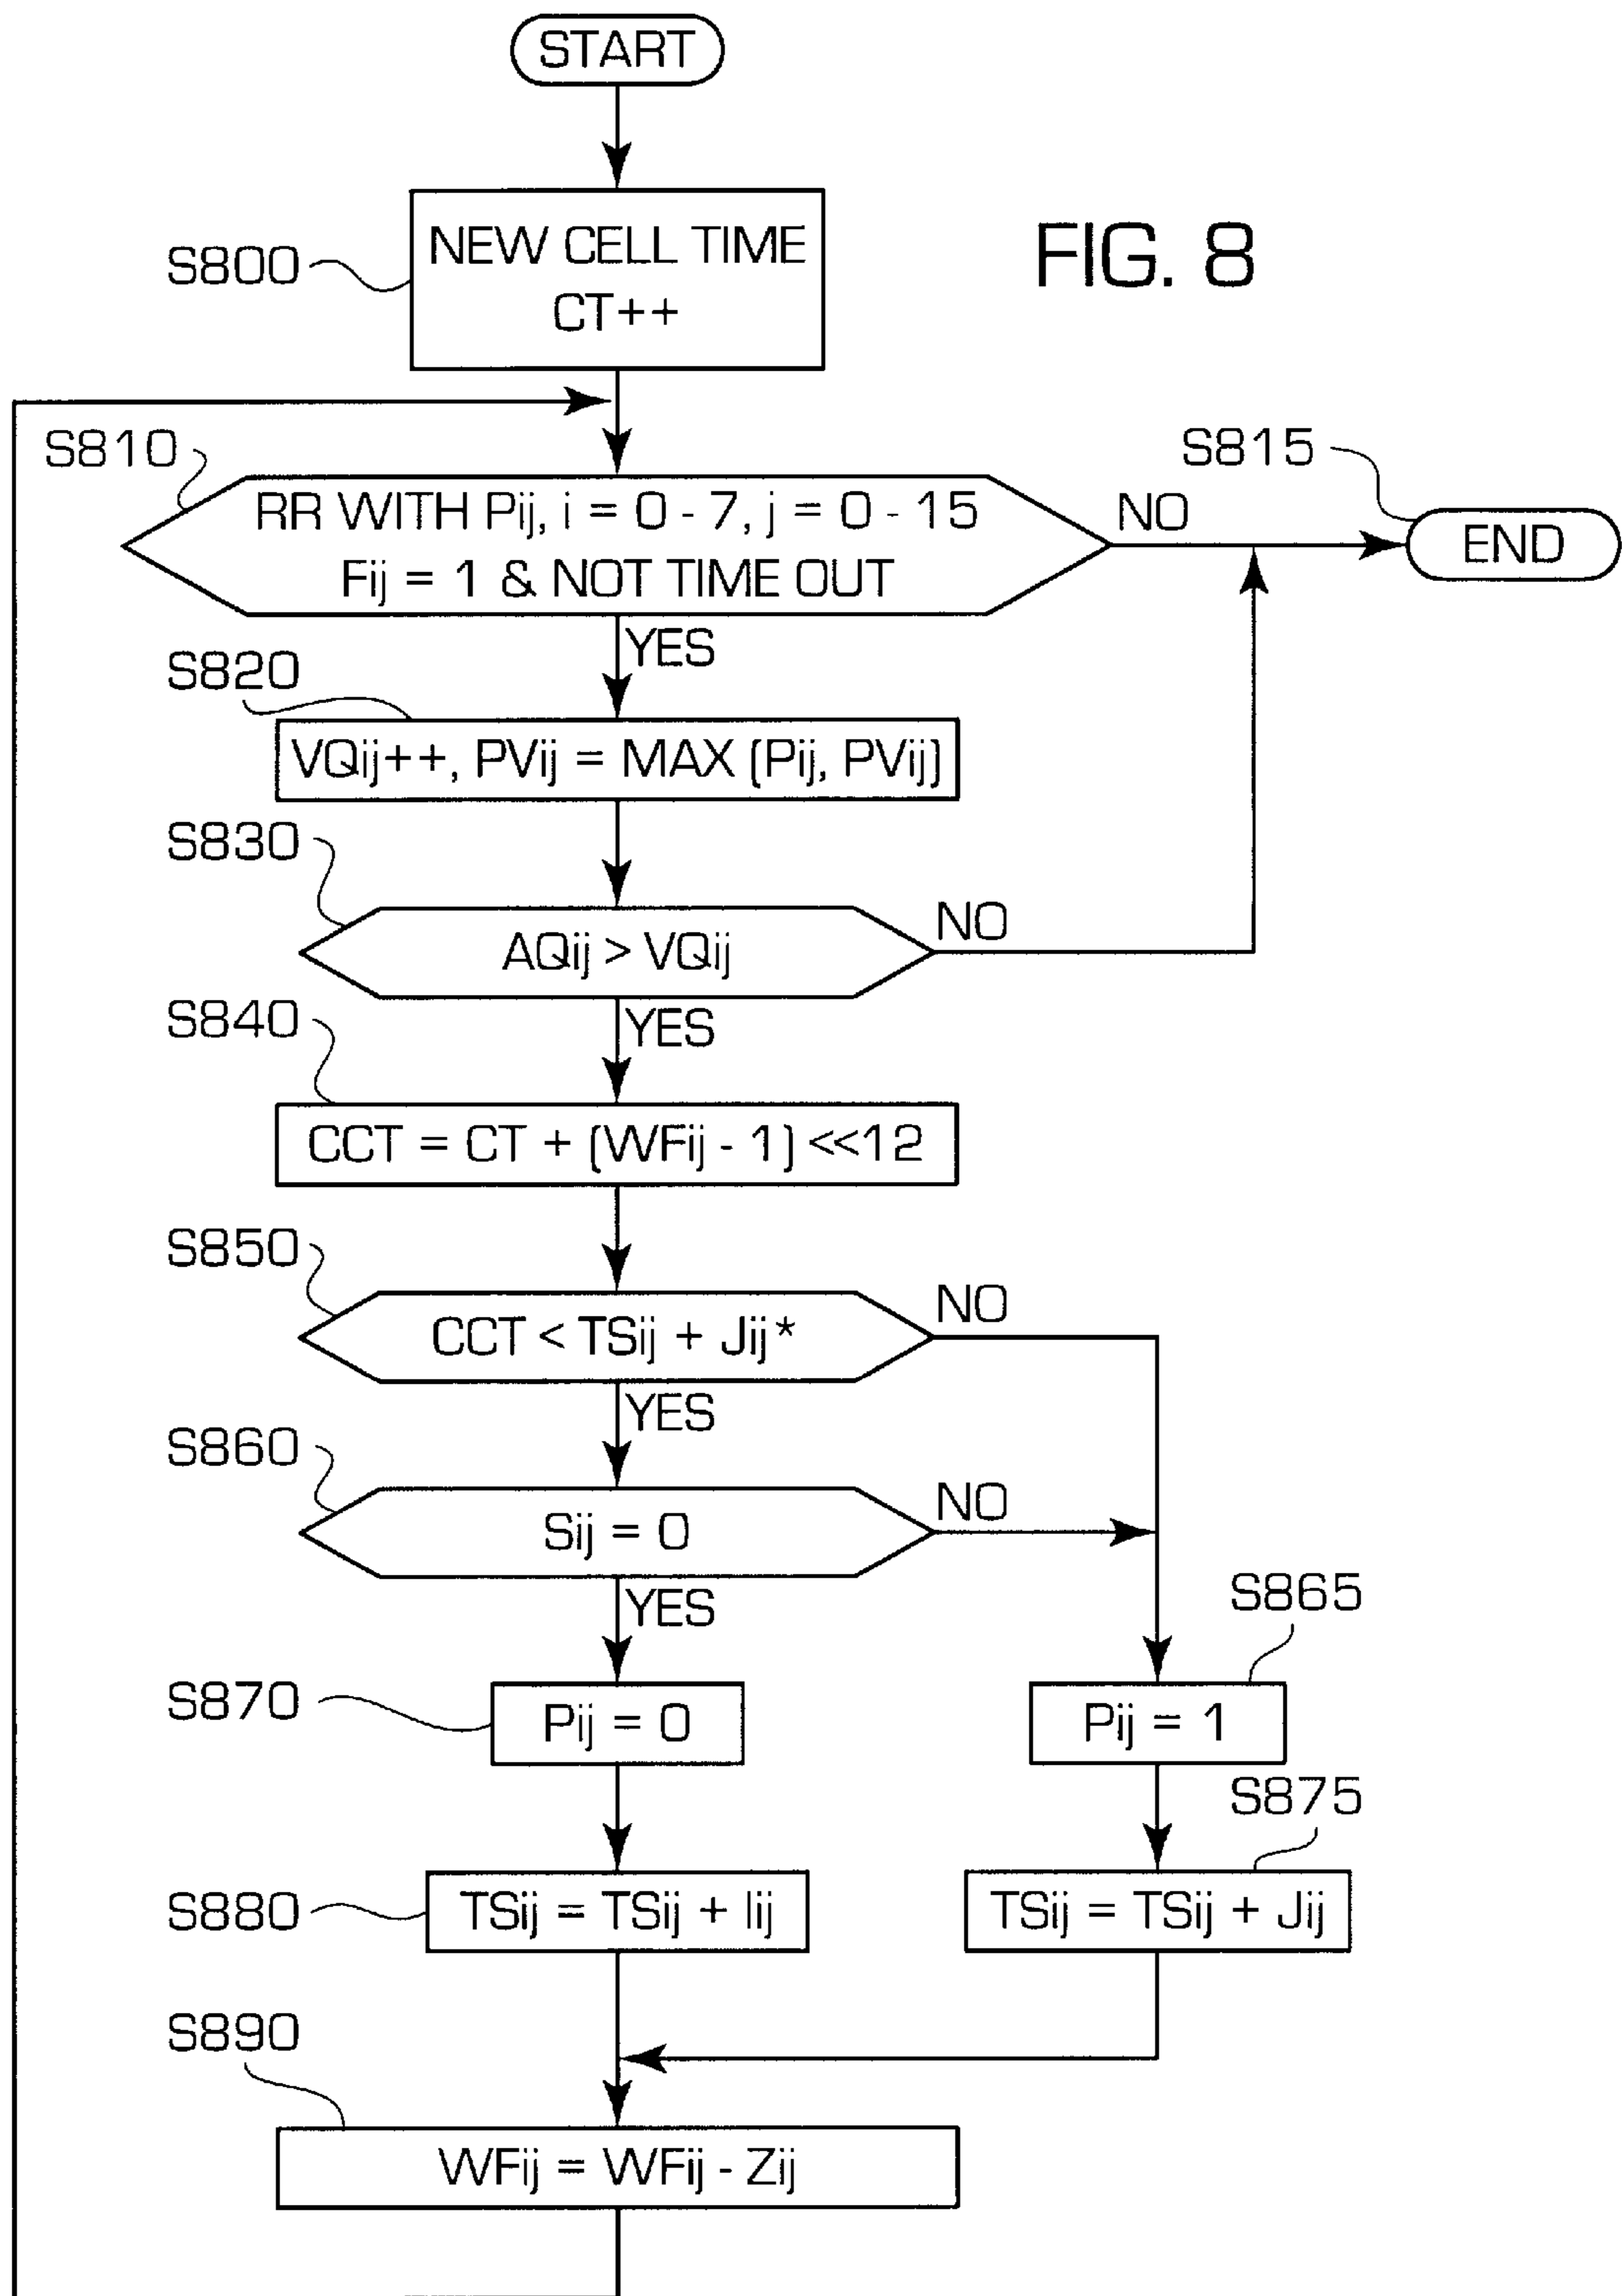 START
S800
NEW CELL TIME
CT++
FIG. 8
S810
RR WITH Pij, i = 0 - 7, j = 0 - 15
Fij = 1 & NOT TIME OUT
NO
S815
END
YES
S820
VQij++, PVij = MAX (Pij, PVij)
S830
AQij > VQij
NO
YES
S840
CCT = CT + (WFij - 1) <<12
S850
CCT < TSij + Jij*
NO
YES
S860
Sij = 0
NO
YES
S870
Pij = 0
S865
Pij = 1
S880
TSij = TSij + Iij
S875
TSij = TSij + Jij
S890
WFij = WFij - Zij